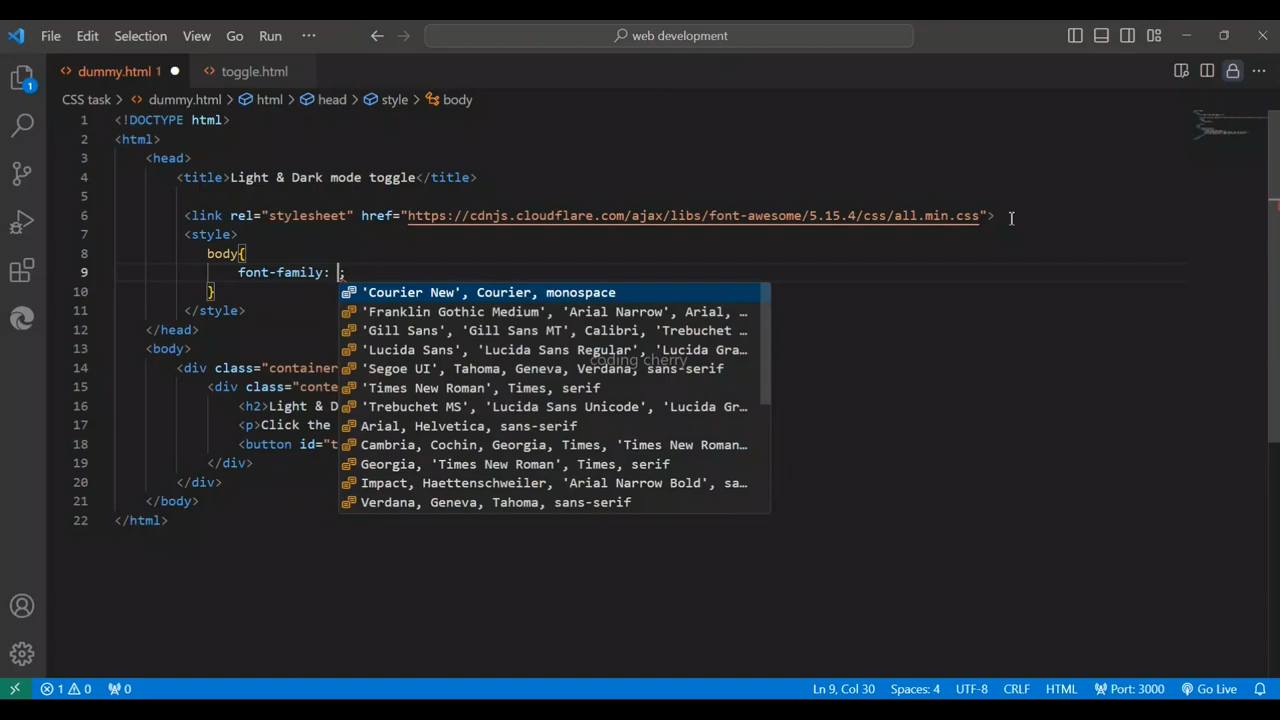 File Edit Selection View Go Run ··· web development
dummy.html 1 toggle.html
CSS task > dummy.html > html > head > style > body
1 <!DOCTYPE html>
2 <html>
3 <head>
4 <title>Light & Dark mode toggle</title>
5
6 <link rel="stylesheet" href="https://cdnjs.cloudflare.com/ajax/libs/font-awesome/5.15.4/css/all.min.css">
7 <style>
8 body{
9 font-family: ;
10 }
'Courier New', Courier, monospace
11 </style>
'Franklin Gothic Medium', 'Arial Narrow', Arial, …
12 </head>
'Gill Sans', 'Gill Sans MT', Calibri, 'Trebuchet …
13 <body>
'Lucida Sans', 'Lucida Sans Regular', 'Lucida Gra…
coding cherry
14 <div class="container
'Segoe UI', Tahoma, Geneva, Verdana, sans-serif
15 <div class="conte
'Times New Roman', Times, serif
16 <h2>Light & D
'Trebuchet MS', 'Lucida Sans Unicode', 'Lucida Gr…
17 <p>Click the
Arial, Helvetica, sans-serif
18 <button id="t
Cambria, Cochin, Georgia, Times, 'Times New Roman…
19 </div>
Georgia, 'Times New Roman', Times, serif
20 </div>
Impact, Haettenschweiler, 'Arial Narrow Bold', sa…
21 </body>
Verdana, Geneva, Tahoma, sans-serif
22 </html>
1
1 0 0 Ln 9, Col 30 Spaces: 4 UTF-8 CRLF HTML Port: 3000 Go Live